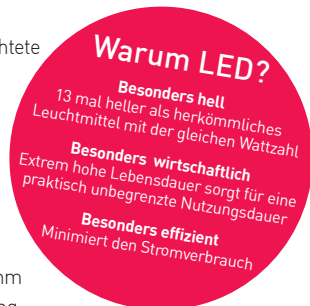 htete
Warum LED?
Besonders hell
13 mal heller als herkömmliches
Leuchtmittel mit der gleichen Wattzahl
Besonders wirtschaftlich
Extrem hohe Lebensdauer sorgt für eine
praktisch unbegrenzte Nutzungsdauer
Besonders effizient
Minimiert den Stromverbrauch